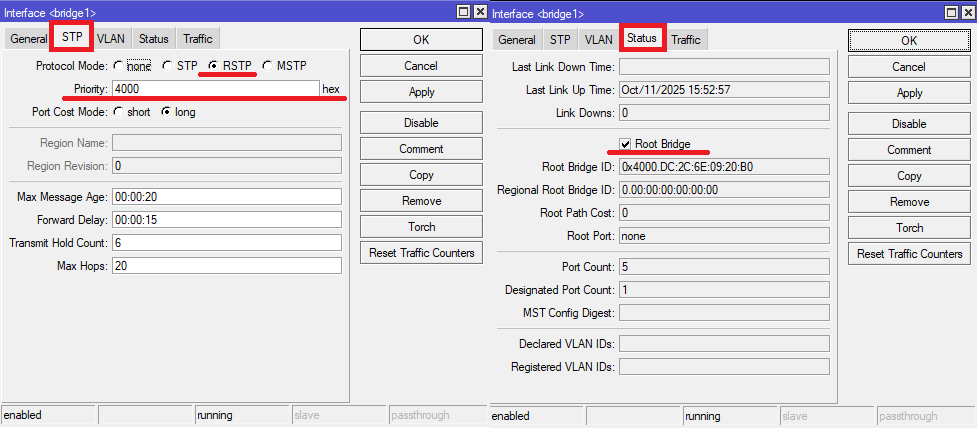 Interface <bridge1>
General STP VLAN Status Traffic
Protocol Mode: none STP RSTP MSTP
Priority: 4000 hex
Port Cost Mode: short long
Region Name:
Region Revision: 0
Max Message Age: 00:00:20
Forward Delay: 00:00:15
Transmit Hold Count: 6
Max Hops: 20
OK
Cancel
Apply
Disable
Comment
Copy
Remove
Torch
Reset Traffic Counters
enabled running slave passthrough
Interface <bridge1>
General STP VLAN Status Traffic
Last Link Down Time:
Last Link Up Time: Oct/11/2025 15:52:57
Link Downs: 0
Root Bridge
Root Bridge ID: 0x4000.DC:2C:6E:09:20:B0
Regional Root Bridge ID: 0.00:00:00:00:00:00
Root Path Cost: 0
Root Port: none
Port Count: 5
Designated Port Count: 1
MST Config Digest:
Declared VLAN IDs:
Registered VLAN IDs:
OK
Cancel
Apply
Disable
Comment
Copy
Remove
Torch
Reset Traffic Counters
enabled running slave passthrough